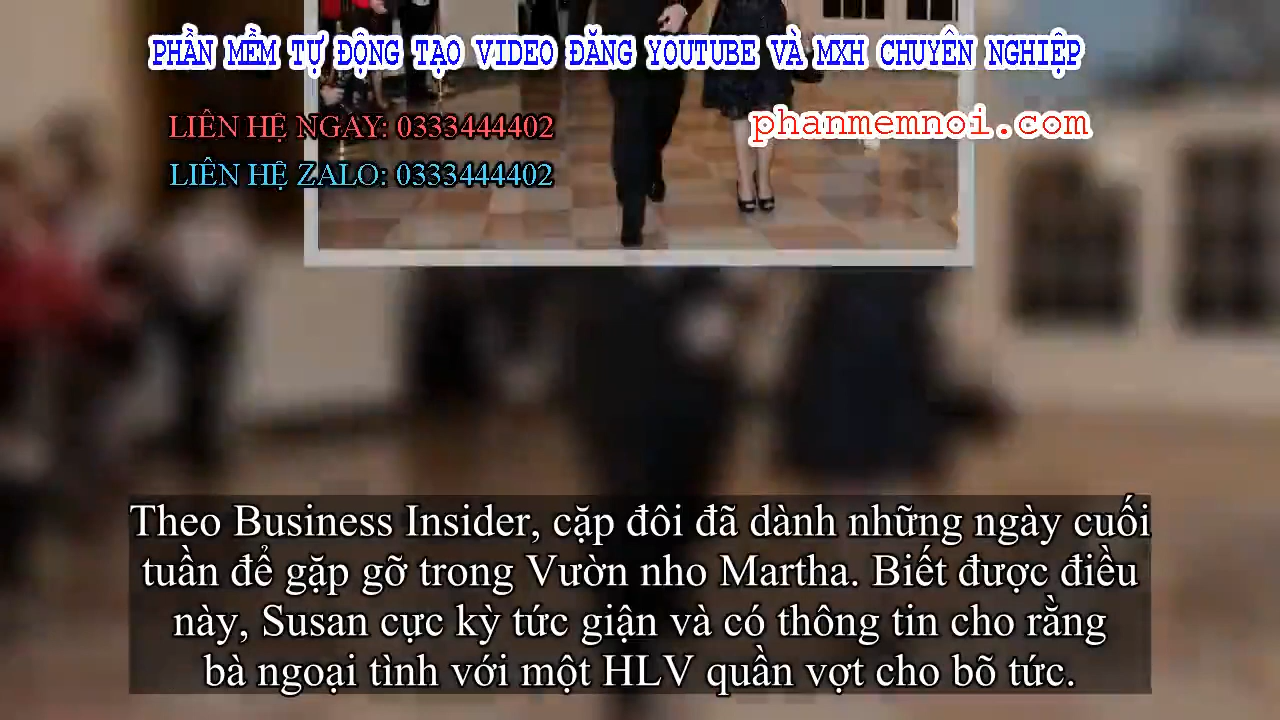 PHẦN MỀM TỰ ĐỘNG TẠO VIDEO ĐĂNG YOUTUBE VÀ MXH CHUYÊN NGHIỆP
LIÊN HỆ NGAY: 0333444402
phanmemnoi.com
LIÊN HỆ ZALO: 0333444402
Theo Business Insider, cặp đôi đã dành những ngày cuối
tuần để gặp gỡ trong Vườn nho Martha. Biết được điều
này, Susan cực kỳ tức giận và có thông tin cho rằng
bà ngoại tình với một HLV quần vợt cho bõ tức.